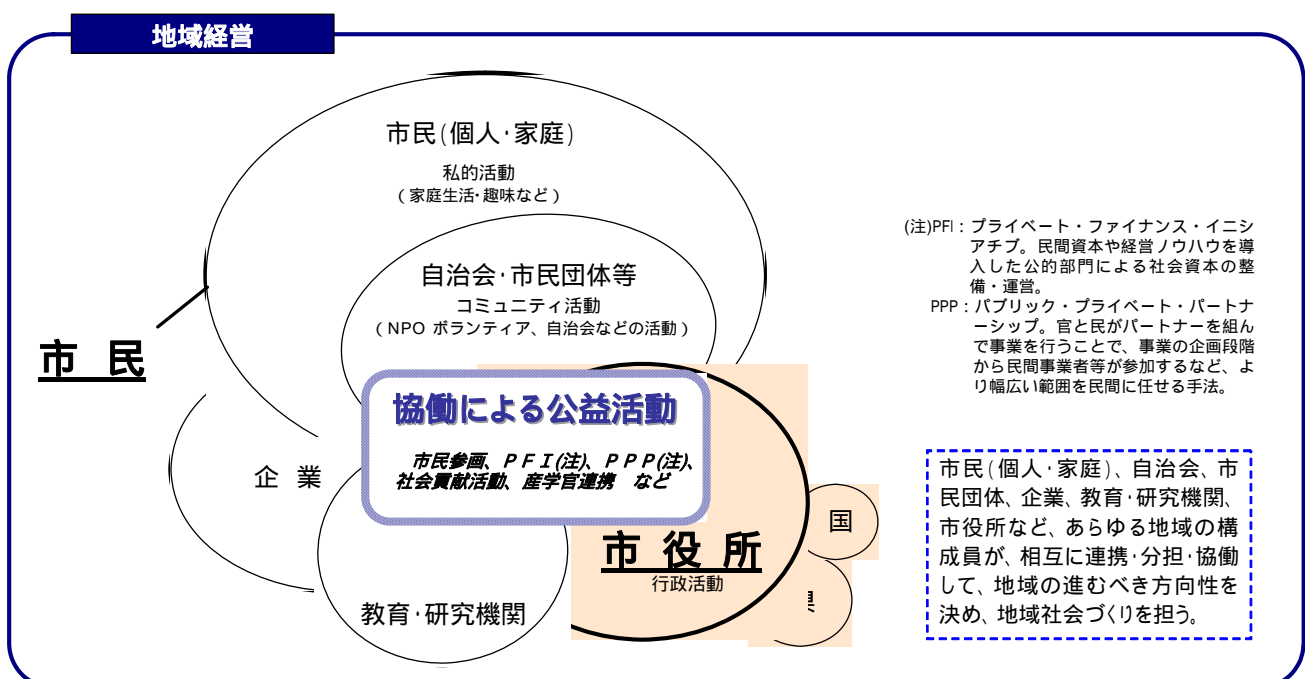 地域経営
市民(個人･家庭)
私的活動
(家庭生活･趣味など)
自治会･市民団体等
コミュニティ活動
(NPO ボランティア、自治会などの活動)
市 民
協働による公益活動
市民参画、ＰＦＩ(注)、ＰＰＰ(注)、
社会貢献活動、産学官連携 など
企 業
教育･研究機関
市 役 所
行政活動
国
(注)PFI：プライベート・ファイナンス・イニシ
アチブ。民間資本や経営ノウハウを導
入した公的部門による社会資本の整
備・運営。
PPP：パブリック・プライベート・パートナ
ーシップ。官と民がパートナーを組ん
で事業を行うことで、事業の企画段階
から民間事業者等が参加するなど、よ
り幅広い範囲を民間に任せる手法。
市民(個人･家庭)、自治会、市
民団体、企業、教育･研究機関、
市役所など、あらゆる地域の構
成員が、相互に連携･分担･協働
して、地域の進むべき方向性を
決め、地域社会づくりを担う。